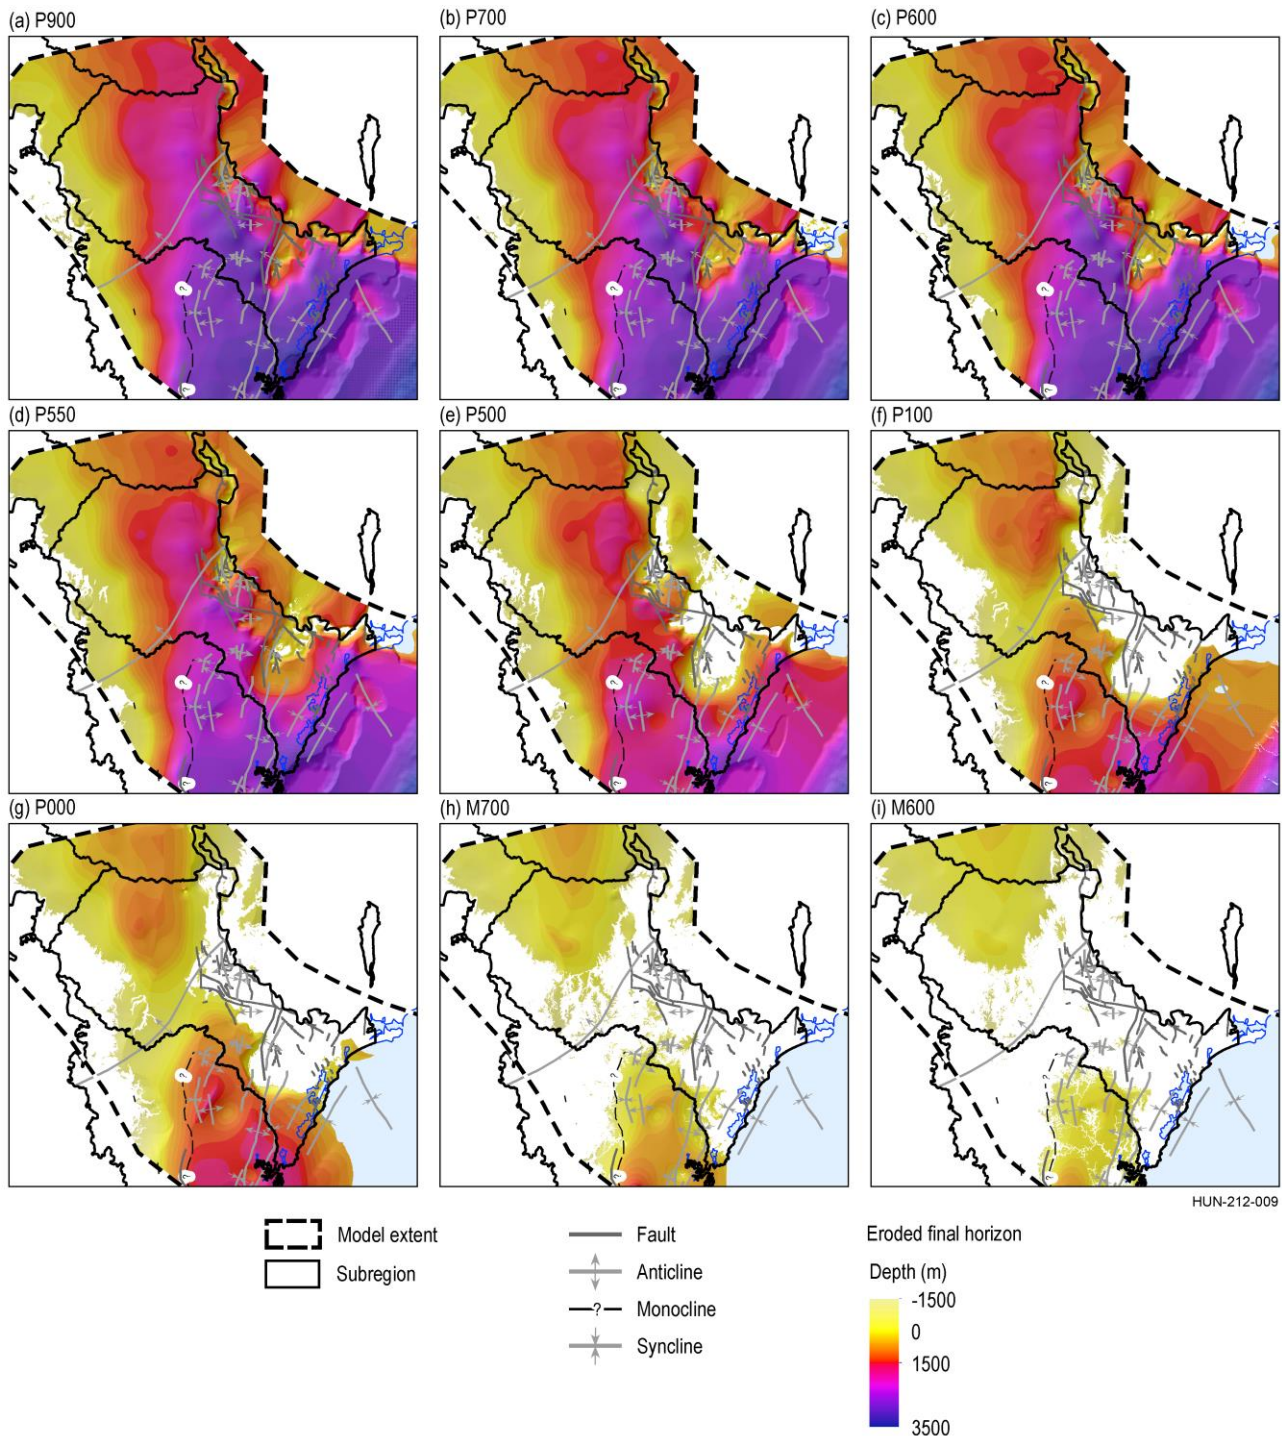 (a) P900
(b) P700
(c) P600
?
?
?
?
?
?
(d) P550
(e) P500
(f) P100
?
?
?
?
?
?
(g) P000
(h) M700
(i) M600
?
?
?
?
?
?
HUN-212-009
Model extent
Subregion
Fault
Anticline
?
Monocline
Syncline
Eroded final horizon
Depth (m)
-1500
0
1500
3500